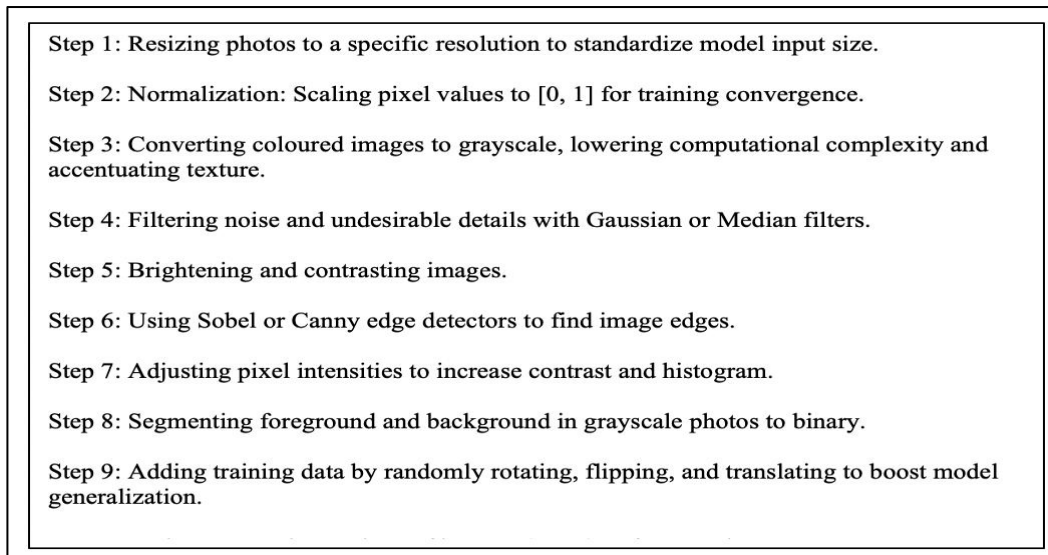 Step 1: Resizing photos to a specific resolution to standardize model input size.
Step 2: Normalization: Scaling pixel values to [0, 1] for training convergence.
Step 3: Converting coloured images to grayscale, lowering computational complexity and
accentuating texture.
Step 4: Filtering noise and undesirable details with Gaussian or Median filters.
Step 5: Brightening and contrasting images.
Step 6: Using Sobel or Canny edge detectors to find image edges.
Step 7: Adjusting pixel intensities to increase contrast and histogram.
Step 8: Segmenting foreground and background in grayscale photos to binary.
Step 9: Adding training data by randomly rotating, flipping, and translating to boost model
generalization.